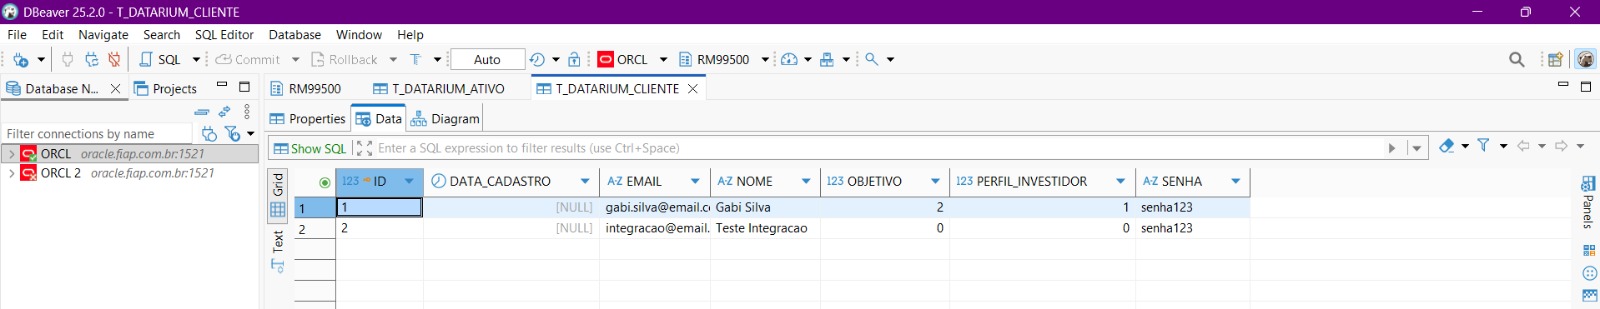 DBeaver 25.2.0 - T_DATARIUM_CLIENTE
File Edit Navigate Search SQL Editor Database Window Help
SQL Commit Rollback T Auto ORCL RM99500
Database N... Projects RM99500 T_DATARIUM_ATIVO T_DATARIUM_CLIENTE
Properties Data Diagram
Filter connections by name
Show SQL Enter a SQL expression to filter results (use Ctrl+Space)
ORCL oracle.fiap.com.br:1521
ORCL 2 oracle.fiap.com.br:1521
Grid
Text
123 ID DATA_CADASTRO A-Z EMAIL A-Z NOME 123 OBJETIVO 123 PERFIL_INVESTIDOR A-Z SENHA
1 1 [NULL] gabi.silva@email.c Gabi Silva 2 1 senha123
2 2 [NULL] integracao@email. Teste Integracao 0 0 senha123
Panels